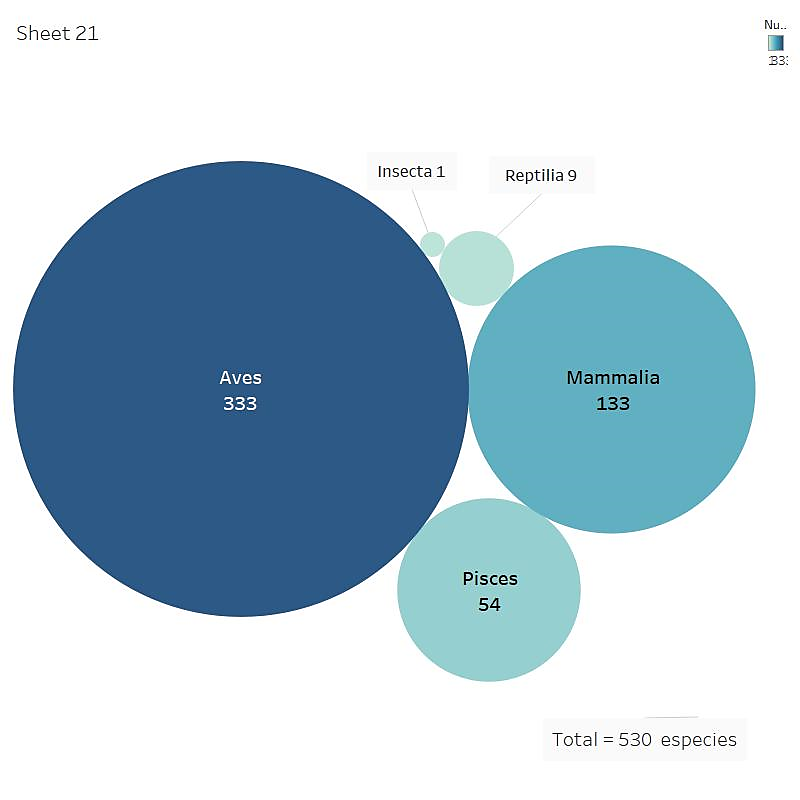 Sheet 21
Nu..
Insecta 1
Reptilia 9
Aves
333
Mammalia
133
Pisces
54
Total = 530 especies